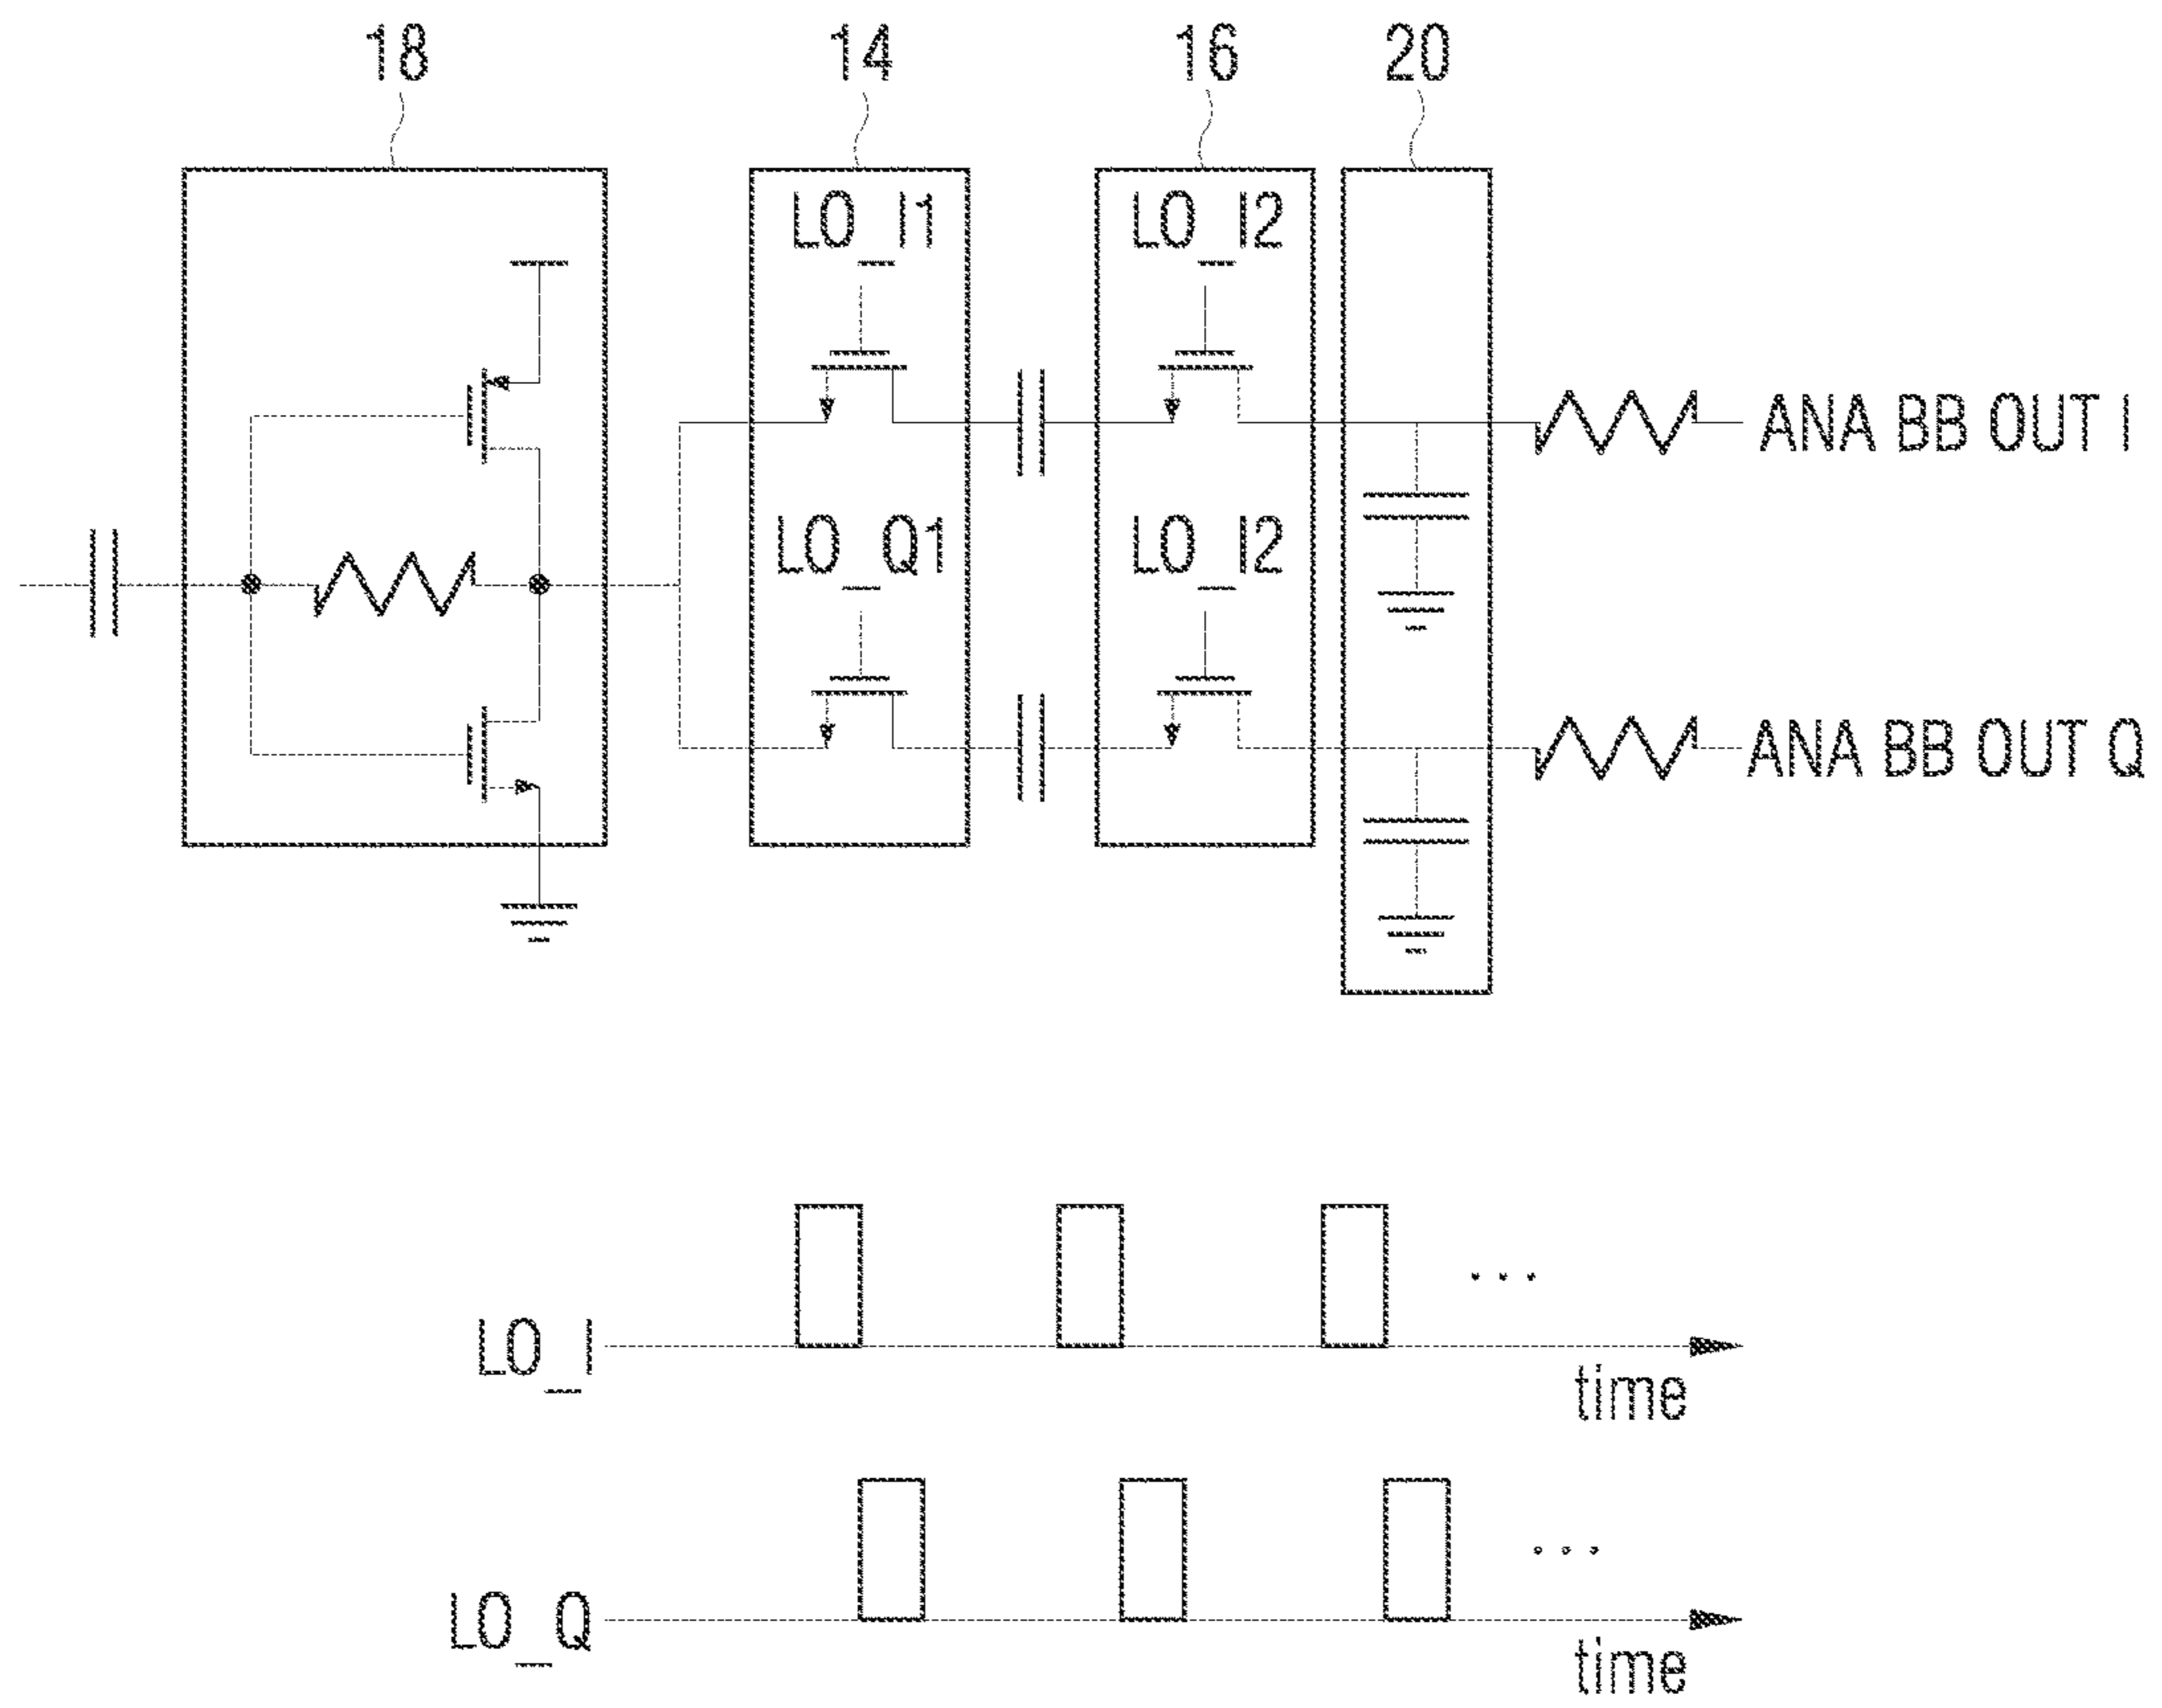 18 14 16 20
LO_I1 LO_I2
ANA BB OUT I
LO_Q1 LO_I2
ANA BB OUT Q
LO_I
time
LO_Q
time